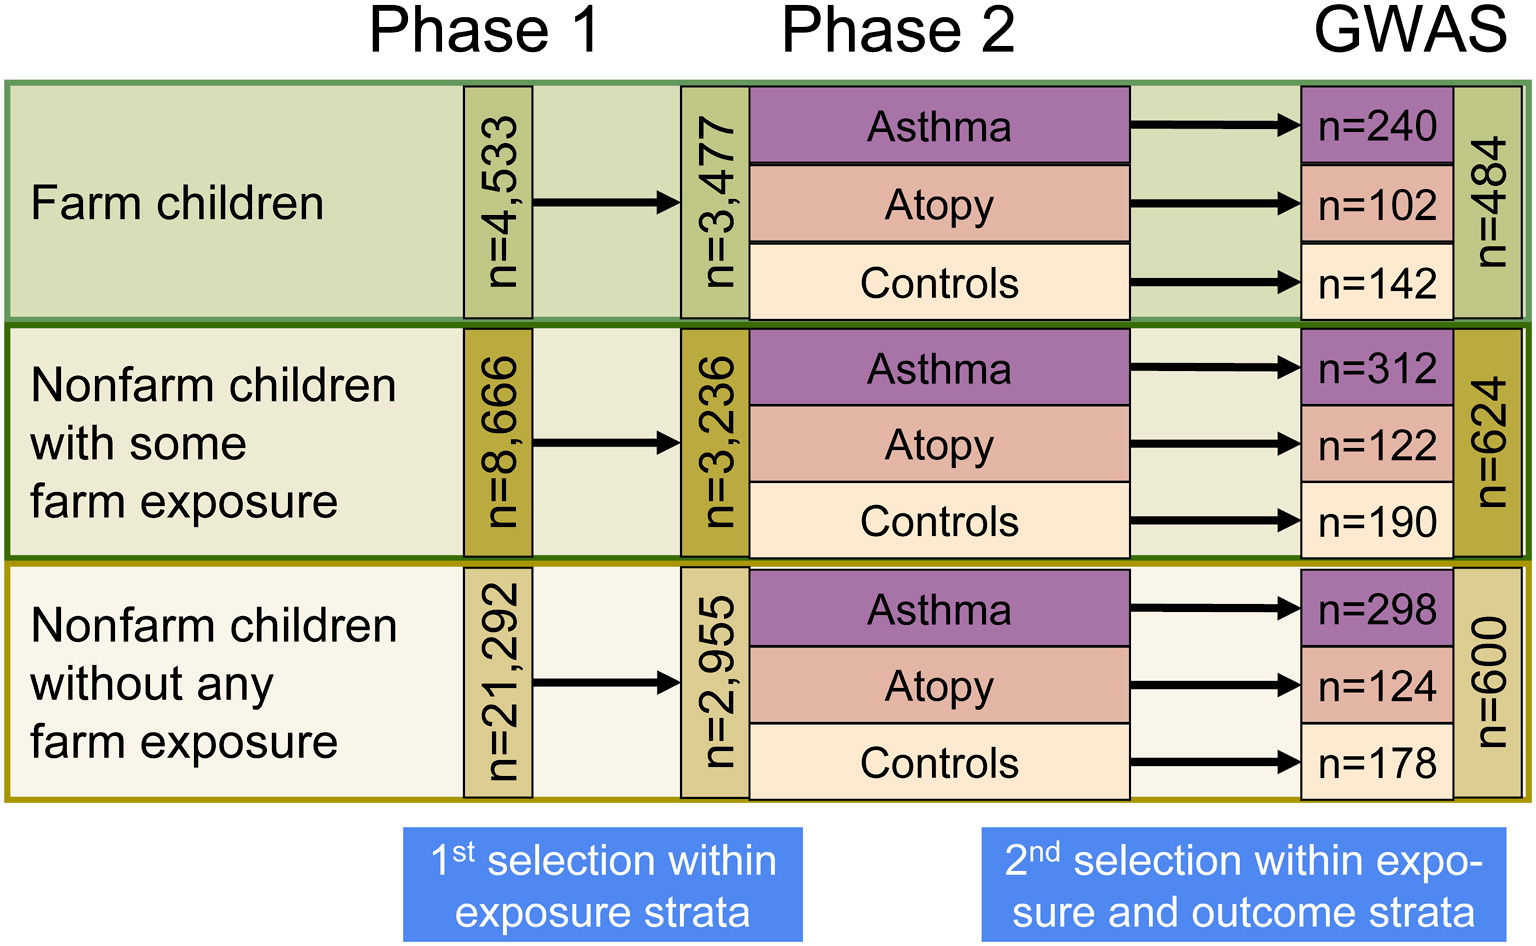 Phase 1
Phase 2
GWAS
Farm children
n=4,533
n=3,477
Asthma
n=240
Atopy
n=102
Controls
n=142
n=484
Nonfarm children
with some
farm exposure
n=8,666
n=3,236
Asthma
n=312
Atopy
n=122
Controls
n=190
n=624
Nonfarm children
without any
farm exposure
n=21,292
n=2,955
Asthma
n=298
Atopy
n=124
Controls
n=178
n=600
1st selection within
exposure strata
2nd selection within expo-
sure and outcome strata